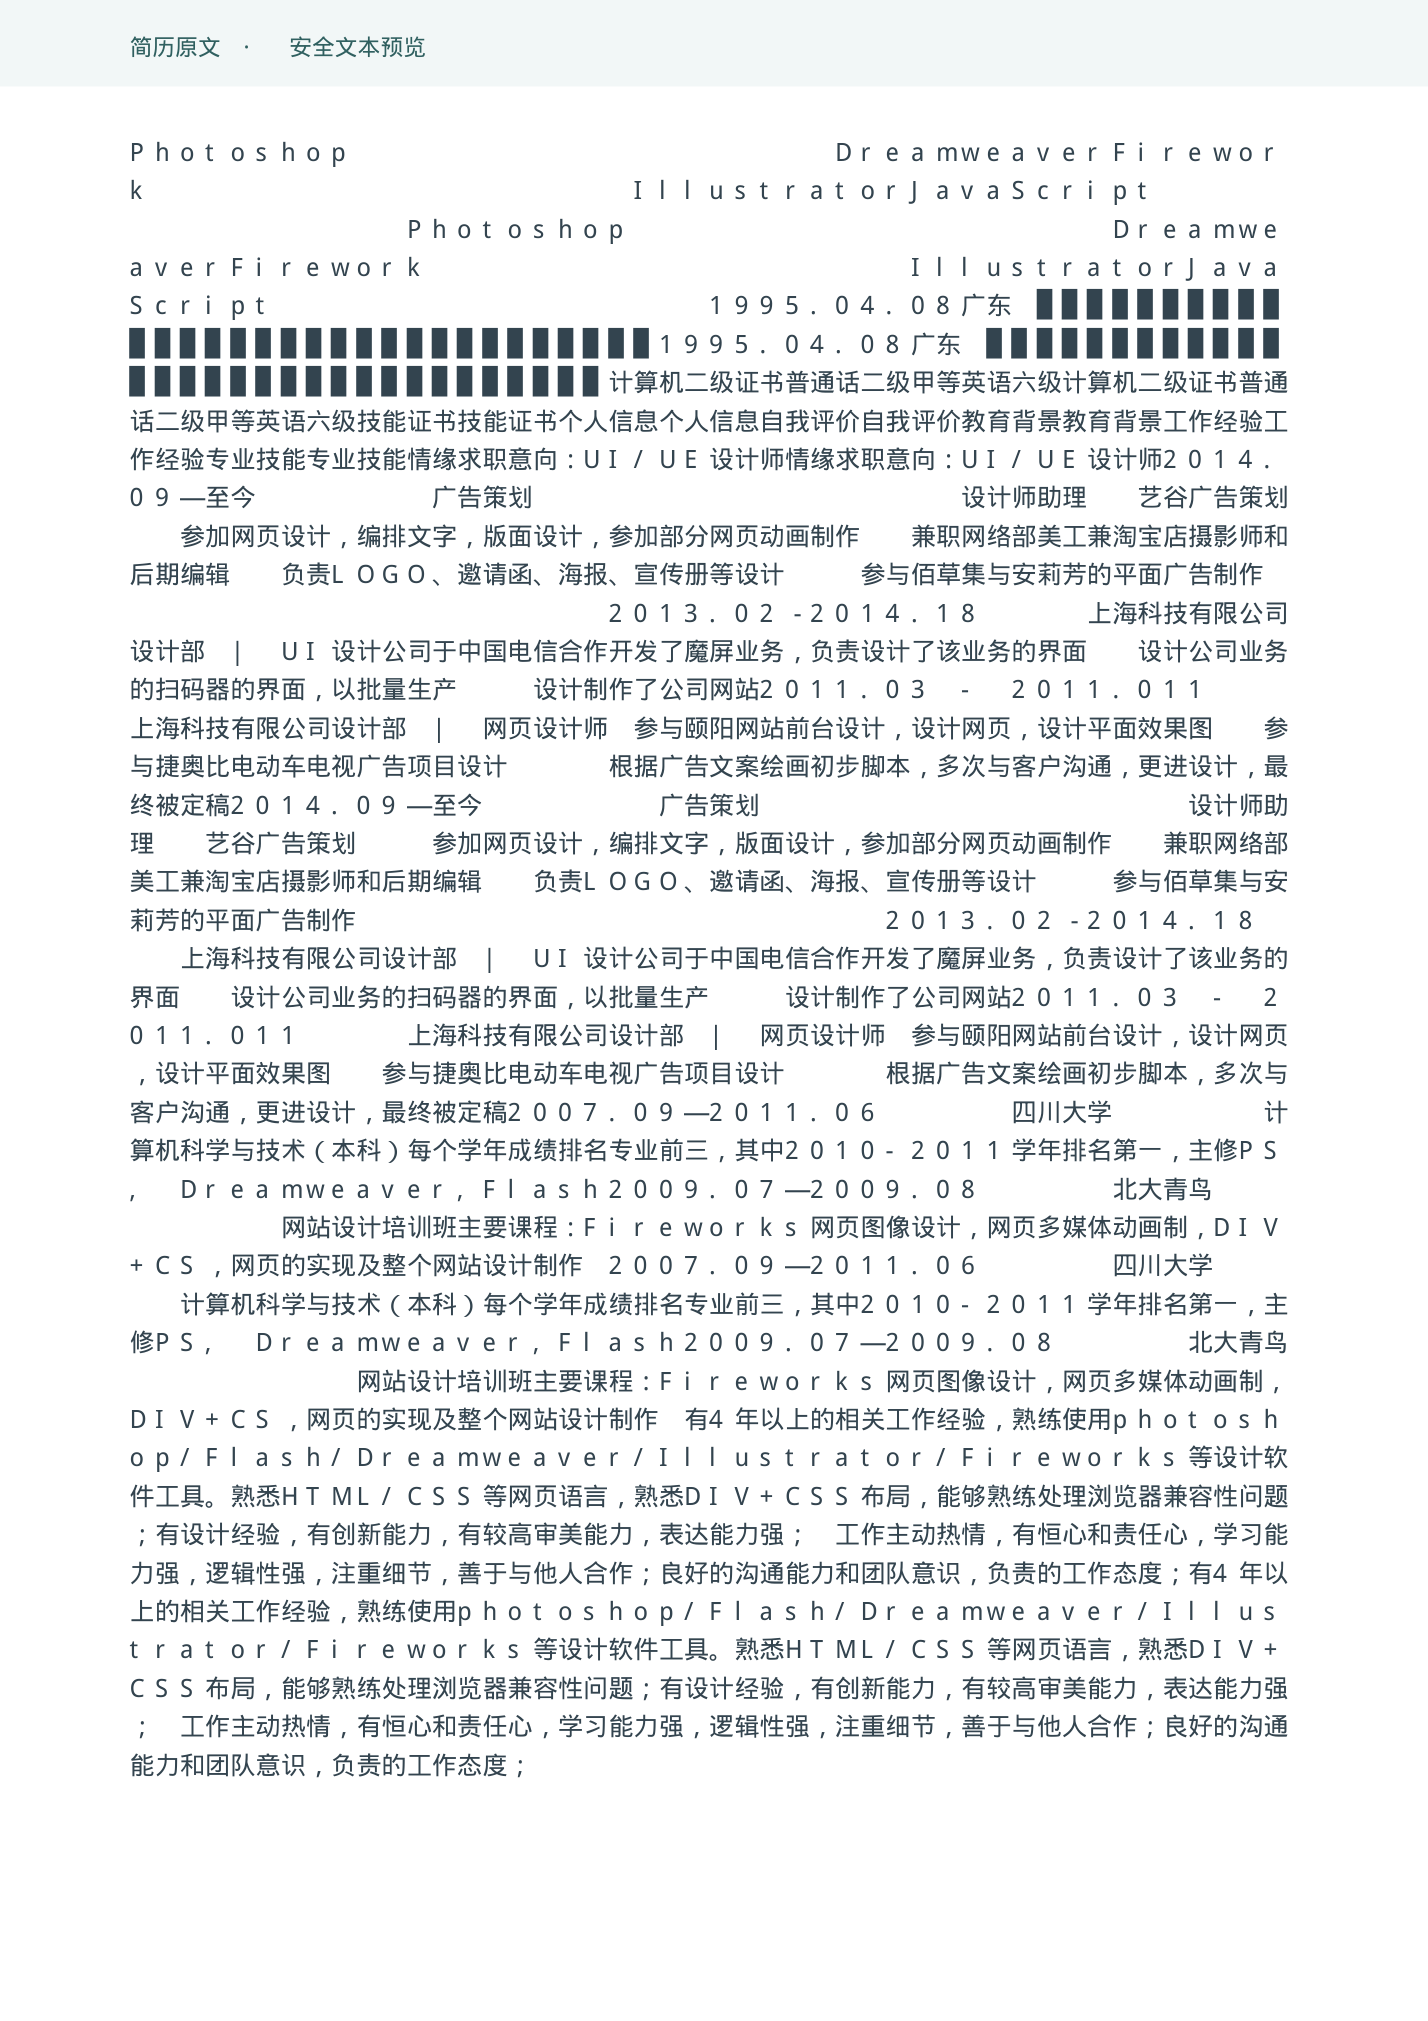 简历原文 · 安全文本预览
Photoshop DreamweaverFirewor
k IllustratorJavaScript
Photoshop Dreamwe
averFirework IllustratorJava
Script 1995.04.08广东 ██████████
█████████████████████1995.04.08广东 ████████████
███████████████████计算机二级证书普通话二级甲等英语六级计算机二级证书普通
话二级甲等英语六级技能证书技能证书个人信息个人信息自我评价自我评价教育背景教育背景工作经验工
作经验专业技能专业技能情缘求职意向:UI/UE设计师情缘求职意向:UI/UE设计师2014.
09—至今 广告策划 设计师助理 艺谷广告策划
参加网页设计,编排文字,版面设计,参加部分网页动画制作 兼职网络部美工兼淘宝店摄影师和
后期编辑 负责LOGO、邀请函、海报、宣传册等设计 参与佰草集与安莉芳的平面广告制作
2013.02-2014.18 上海科技有限公司
设计部 | UI设计公司于中国电信合作开发了魔屏业务,负责设计了该业务的界面 设计公司业务
的扫码器的界面,以批量生产 设计制作了公司网站2011.03 - 2011.011
上海科技有限公司设计部 | 网页设计师 参与颐阳网站前台设计,设计网页,设计平面效果图 参
与捷奥比电动车电视广告项目设计 根据广告文案绘画初步脚本,多次与客户沟通,更进设计,最
终被定稿2014.09—至今 广告策划 设计师助
理 艺谷广告策划 参加网页设计,编排文字,版面设计,参加部分网页动画制作 兼职网络部
美工兼淘宝店摄影师和后期编辑 负责LOGO、邀请函、海报、宣传册等设计 参与佰草集与安
莉芳的平面广告制作 2013.02-2014.18
上海科技有限公司设计部 | UI设计公司于中国电信合作开发了魔屏业务,负责设计了该业务的
界面 设计公司业务的扫码器的界面,以批量生产 设计制作了公司网站2011.03 - 2
011.011 上海科技有限公司设计部 | 网页设计师 参与颐阳网站前台设计,设计网页
,设计平面效果图 参与捷奥比电动车电视广告项目设计 根据广告文案绘画初步脚本,多次与
客户沟通,更进设计,最终被定稿2007.09—2011.06 四川大学 计
算机科学与技术(本科)每个学年成绩排名专业前三,其中2010-2011学年排名第一,主修PS
, Dreamweaver,Flash2009.07—2009.08 北大青鸟
网站设计培训班主要课程:Fireworks网页图像设计,网页多媒体动画制,DIV
+CS,网页的实现及整个网站设计制作 2007.09—2011.06 四川大学
计算机科学与技术(本科)每个学年成绩排名专业前三,其中2010-2011学年排名第一,主
修PS, Dreamweaver,Flash2009.07—2009.08 北大青鸟
网站设计培训班主要课程:Fireworks网页图像设计,网页多媒体动画制,
DIV+CS,网页的实现及整个网站设计制作 有4年以上的相关工作经验,熟练使用photosh
op/Flash/Dreamweaver/Illustrator/Fireworks等设计软
件工具。熟悉HTML/CSS等网页语言,熟悉DIV+CSS布局,能够熟练处理浏览器兼容性问题
;有设计经验,有创新能力,有较高审美能力,表达能力强; 工作主动热情,有恒心和责任心,学习能
力强,逻辑性强,注重细节,善于与他人合作;良好的沟通能力和团队意识,负责的工作态度;有4年以
上的相关工作经验,熟练使用photoshop/Flash/Dreamweaver/Illus
trator/Fireworks等设计软件工具。熟悉HTML/CSS等网页语言,熟悉DIV+
CSS布局,能够熟练处理浏览器兼容性问题;有设计经验,有创新能力,有较高审美能力,表达能力强
; 工作主动热情,有恒心和责任心,学习能力强,逻辑性强,注重细节,善于与他人合作;良好的沟通
能力和团队意识,负责的工作态度;